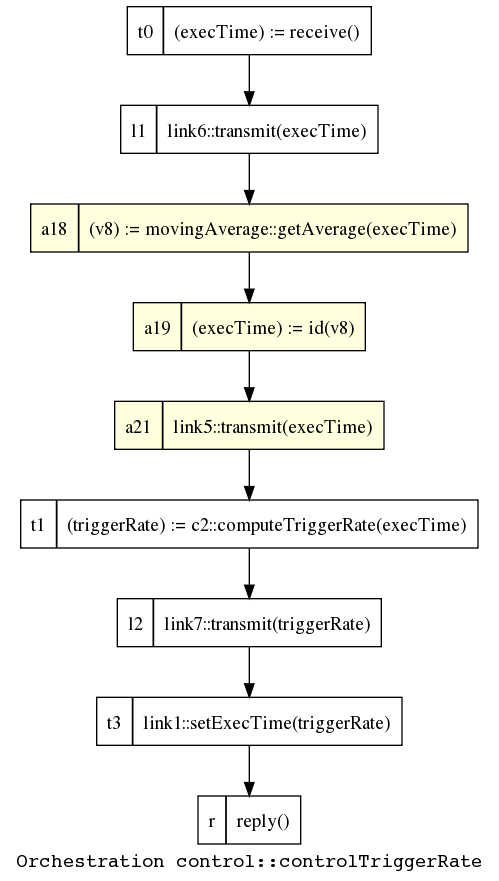 t0 (execTime) := receive()
l1 link6::transmit(execTime)
a18 (v8) := movingAverage::getAverage(execTime)
a19 (execTime) := id(v8)
a21 link5::transmit(execTime)
t1 (triggerRate) := c2::computeTriggerRate(execTime)
l2 link7::transmit(triggerRate)
t3 link1::setExecTime(triggerRate)
r reply()
Orchestration control::controlTriggerRate